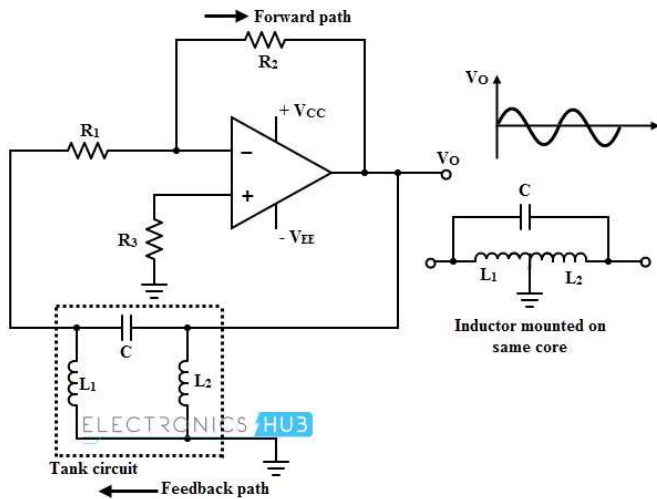 Forward path
R2
+ VCC
R1
−
VO
+
R3
- VEE
C
L1
L2
ELECTRONICS HUB
Tank circuit
Feedback path
VO
C
L1
L2
Inductor mounted on
same core